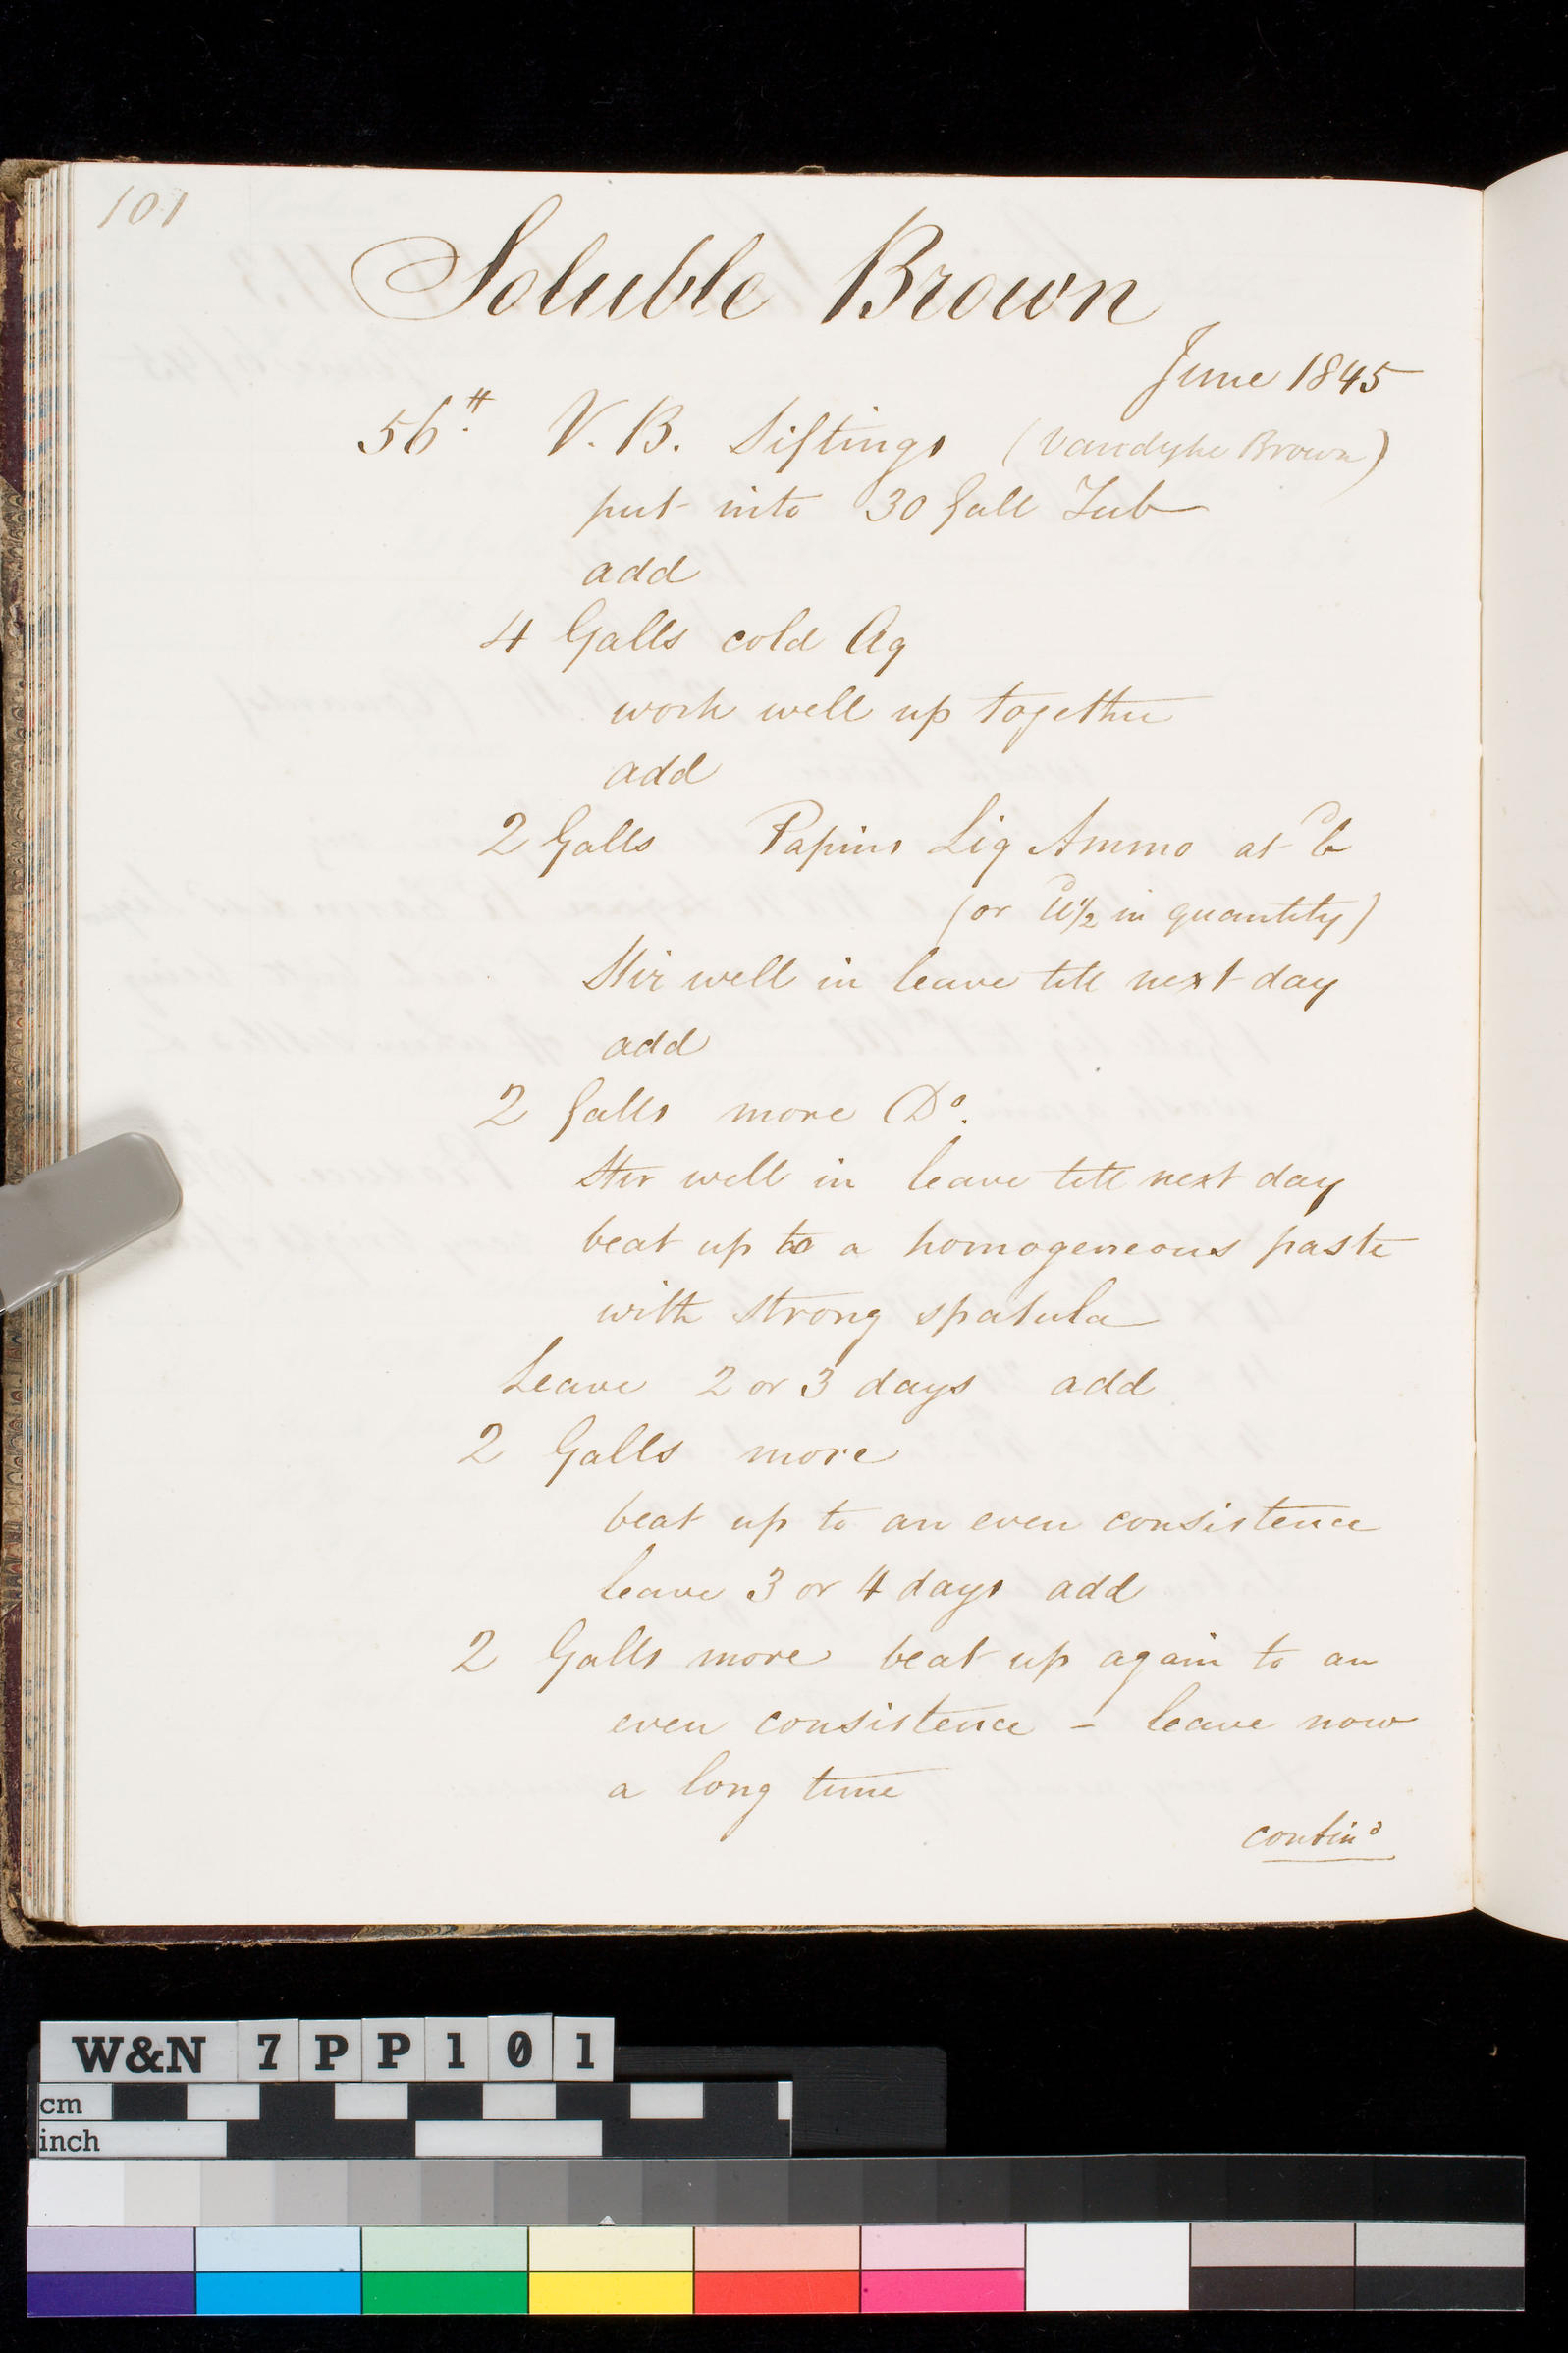 101
Soluble Brown
June 1845
56# V. B. Siftings (Vandyke Brown)
put into 30 Gall Tub
add
4 Galls cold Aq
work well up together
add
2 Galls Papins Liq Ammo at
(or ½ in quantity)
Stir well in leave till next day
add
2 Galls more Do.
Stir well in leave till next day
beat up to a homogeneous paste
with strong spatula
Leave 2 or 3 days add
2 Galls more
beat up to an even consistence
leave 3 or 4 days add
2 Galls more beat up again to an
even consistence - leave now
a long time
contind
W&N 7PP101
cm
inch